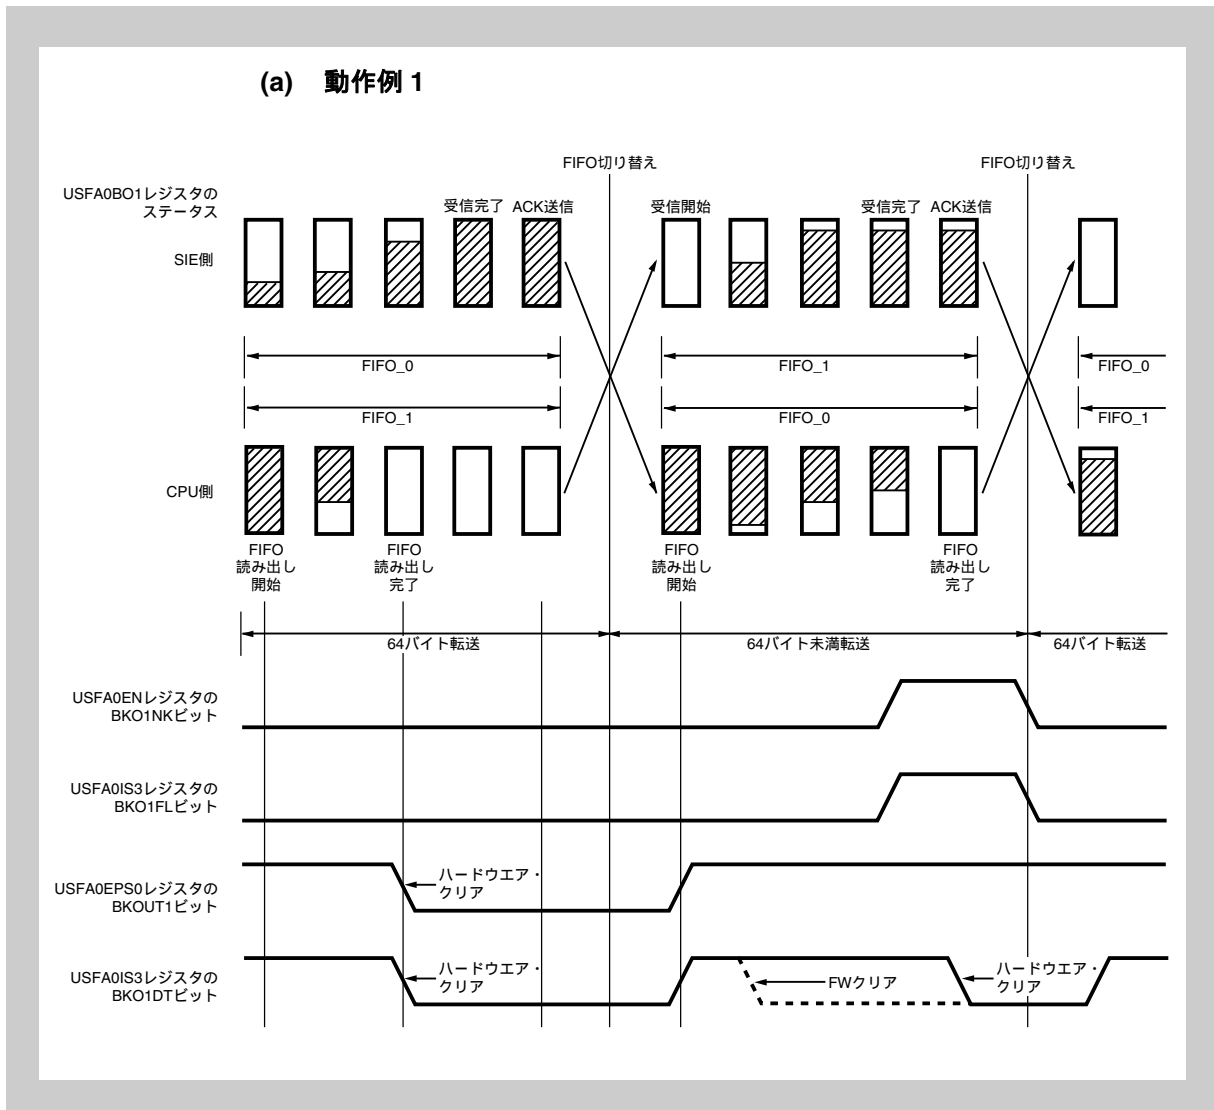 (a) 動作例 1
FIFO切り替え FIFO切り替え
USFA0BO1レジスタの
ステータス
受信完了 ACK送信 受信開始 受信完了 ACK送信
SIE側
FIFO_0 FIFO_1 FIFO_0
FIFO_1 FIFO_0 FIFO_1
CPU側
FIFO
読み出し
開始
FIFO
読み出し
完了
FIFO
読み出し
開始
FIFO
読み出し
完了
64バイト転送 64バイト未満転送 64バイト転送
USFA0ENレジスタの
BKO1NKビット
USFA0IS3レジスタの
BKO1FLビット
USFA0EPS0レジスタの
BKOUT1ビット
ハードウエア・
クリア
USFA0IS3レジスタの
BKO1DTビット
ハードウエア・
クリア
FWクリア
ハードウエア・
クリア